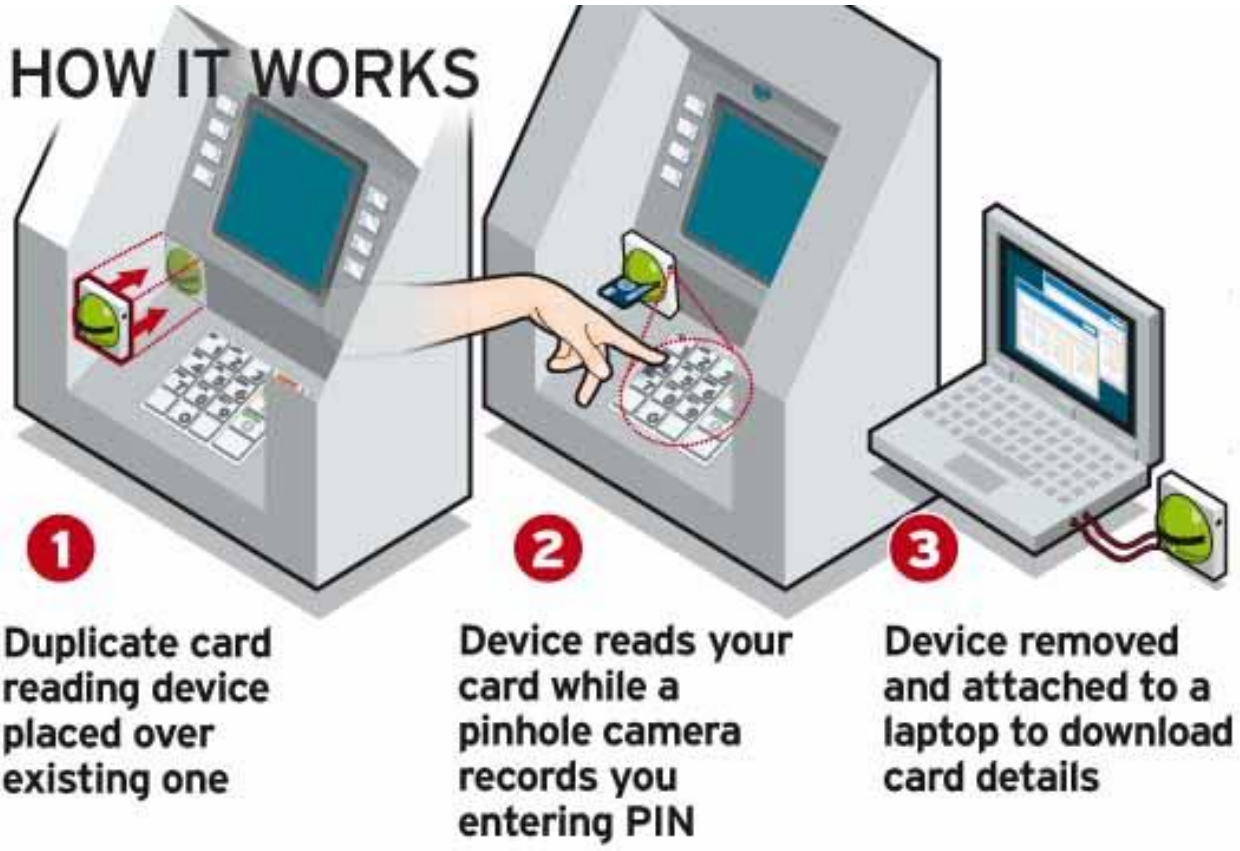 HOW IT WORKS
1
Duplicate card
reading device
placed over
existing one
2
Device reads your
card while a
pinhole camera
records you
entering PIN
3
Device removed
and attached to a
laptop to download
card details